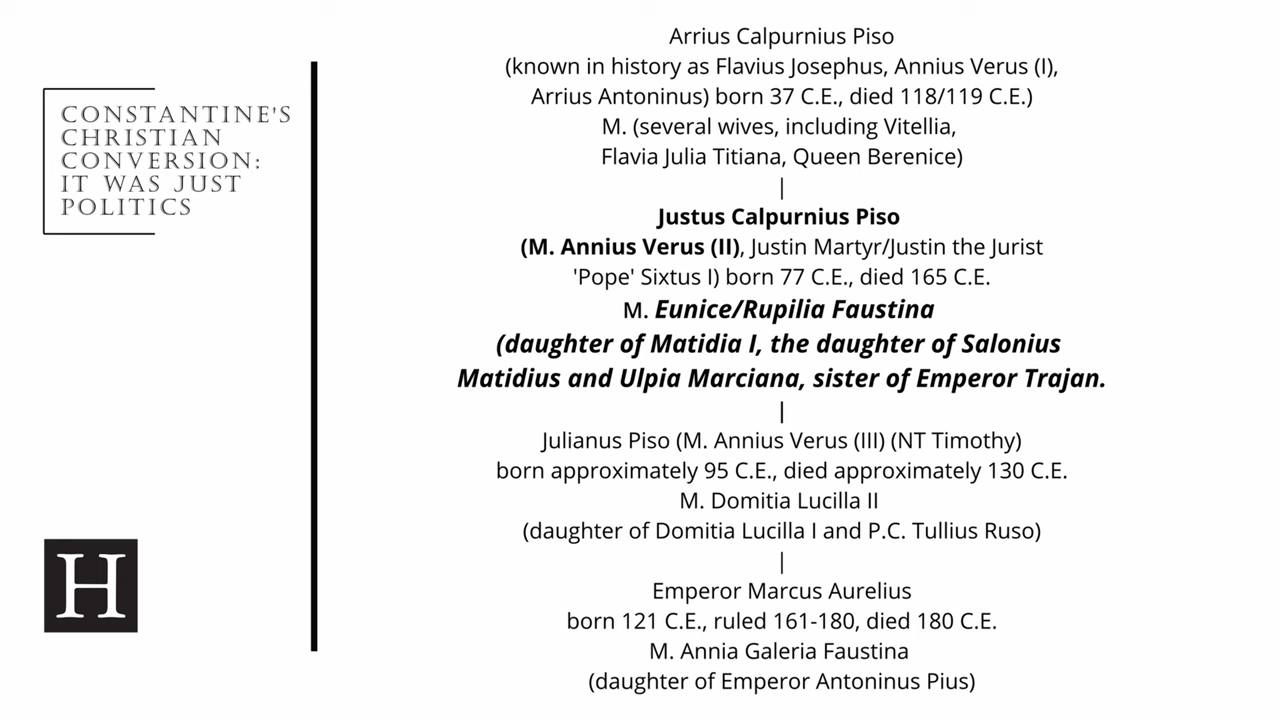 CONSTANTINE'S
CHRISTIAN
CONVERSION:
IT WAS JUST
POLITICS
H
Arrius Calpurnius Piso
(known in history as Flavius Josephus, Annius Verus (I),
Arrius Antoninus) born 37 C.E., died 118/119 C.E.)
M. (several wives, including Vitellia,
Flavia Julia Titiana, Queen Berenice)
|
Justus Calpurnius Piso
(M. Annius Verus (II), Justin Martyr/Justin the Jurist
'Pope' Sixtus I) born 77 C.E., died 165 C.E.
M. Eunice/Rupilia Faustina
(daughter of Matidia I, the daughter of Salonius
Matidius and Ulpia Marciana, sister of Emperor Trajan.
|
Julianus Piso (M. Annius Verus (III) (NT Timothy)
born approximately 95 C.E., died approximately 130 C.E.
M. Domitia Lucilla II
(daughter of Domitia Lucilla I and P.C. Tullius Ruso)
|
Emperor Marcus Aurelius
born 121 C.E., ruled 161-180, died 180 C.E.
M. Annia Galeria Faustina
(daughter of Emperor Antoninus Pius)